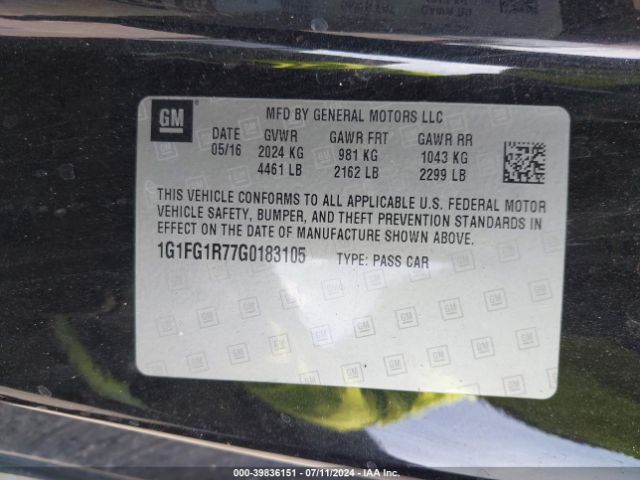 GM
MFD BY GENERAL MOTORS LLC
DATE GVWR GAWR FRT GAWR RR
05/16 2024 KG 981 KG 1043 KG
4461 LB 2162 LB 2299 LB
THIS VEHICLE CONFORMS TO ALL APPLICABLE U.S. FEDERAL MOTOR
VEHICLE SAFETY, BUMPER, AND THEFT PREVENTION STANDARDS IN
EFFECT ON THE DATE OF MANUFACTURE SHOWN ABOVE.
1G1FG1R77G0183105 TYPE: PASS CAR
000-39836151 - 07/11/2024 - IAAI.COM